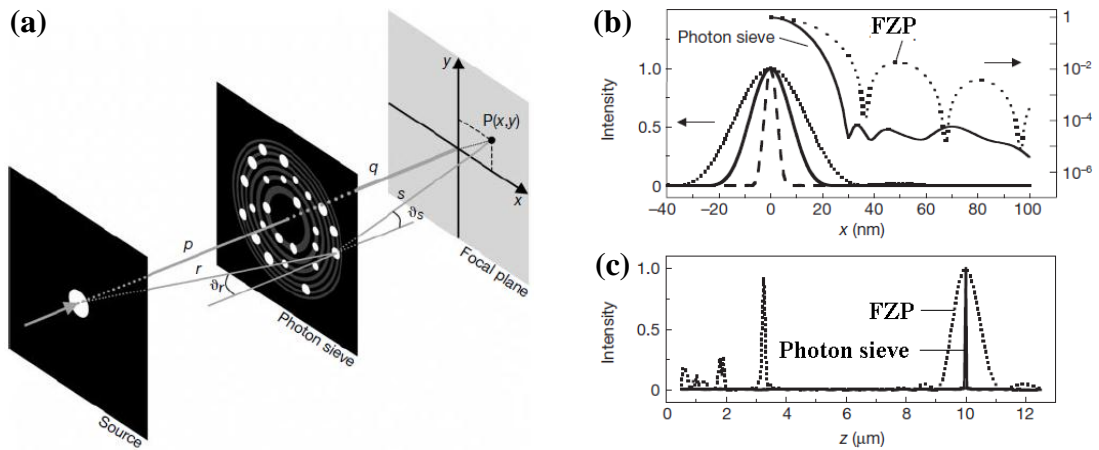 (a)
y
P(x,y)
q
s
ϑs
x
p
r
ϑr
Focal plane
Photon sieve
Source
(b)
Photon sieve
FZP
Intensity
1.0
0.5
0
1
10⁻²
10⁻⁴
10⁻⁶
Intensity
−40 −20 0 20 40 60 80 100
x (nm)
(c)
Intensity
1.0
0.5
0
FZP
Photon sieve
0 2 4 6 8 10 12
z (μm)